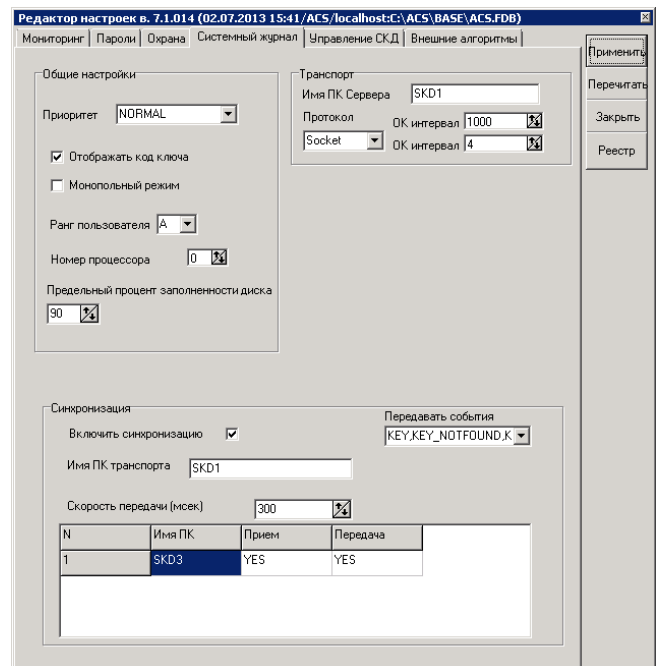 Редактор настроек в. 7.1.014 (02.07.2013 15:41/ACS/localhost:C:\ACS\BASE\ACS.FDB)
Мониторинг Пароли Охрана Системный журнал Управление СКД Внешние алгоритмы
Применить
Перечитать
Закрыть
Реестр
Общие настройки
Приоритет NORMAL
Отображать код ключа
Монопольный режим
Ранг пользователя A
Номер процессора 0
Предельный процент заполненности диска
90
Транспорт
Имя ПК Сервера SKD1
Протокол ОК интервал 1000
Socket ОК интервал 4
Синхронизация
Передавать события
Включить синхронизацию KEY,KEY_NOTFOUND,K
Имя ПК транспорта SKD1
Скорость передачи (мсек) 300
N Имя ПК Прием Передача
1 SKD3 YES YES